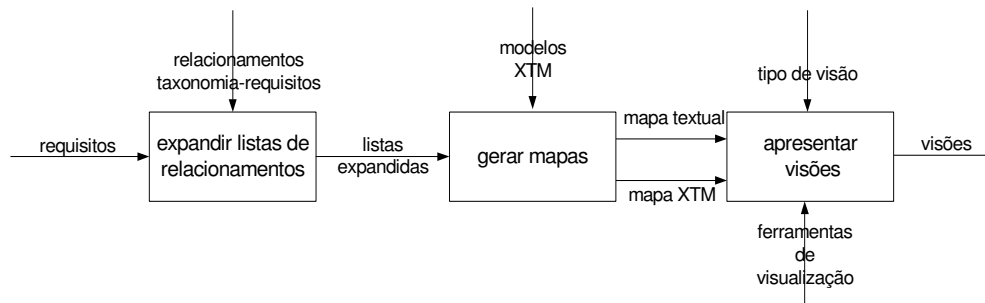 relacionamentos
taxonomia-requisitos
modelos
XTM
tipo de visão
requisitos
expandir listas de
relacionamentos
listas
expandidas
gerar mapas
mapa textual
mapa XTM
apresentar
visões
visões
ferramentas
de
visualização